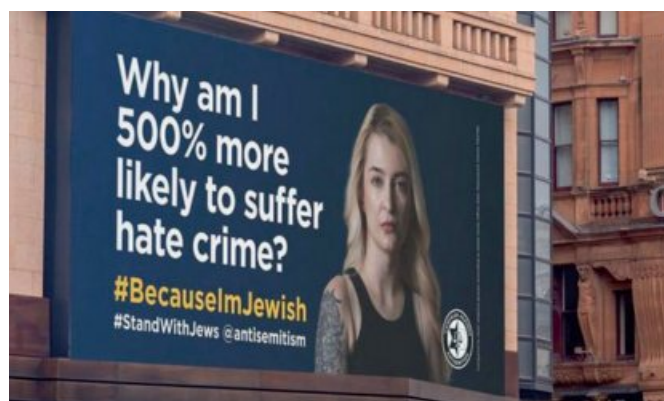 Why am I
500% more
likely to suffer
hate crime?
#BecauseImJewish
#StandWithJews @antisemitism